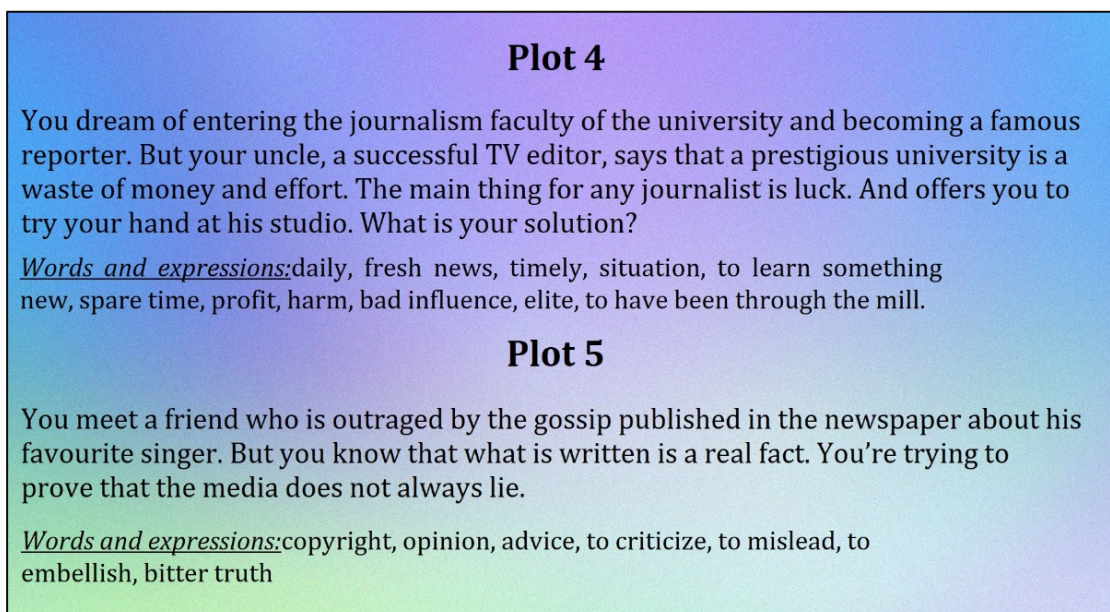 Plot 4
You dream of entering the journalism faculty of the university and becoming a famous
reporter. But your uncle, a successful TV editor, says that a prestigious university is a
waste of money and effort. The main thing for any journalist is luck. And offers you to
try your hand at his studio. What is your solution?
Words and expressions:daily, fresh news, timely, situation, to learn something
new, spare time, profit, harm, bad influence, elite, to have been through the mill.
Plot 5
You meet a friend who is outraged by the gossip published in the newspaper about his
favourite singer. But you know that what is written is a real fact. You’re trying to
prove that the media does not always lie.
Words and expressions:copyright, opinion, advice, to criticize, to mislead, to
embellish, bitter truth